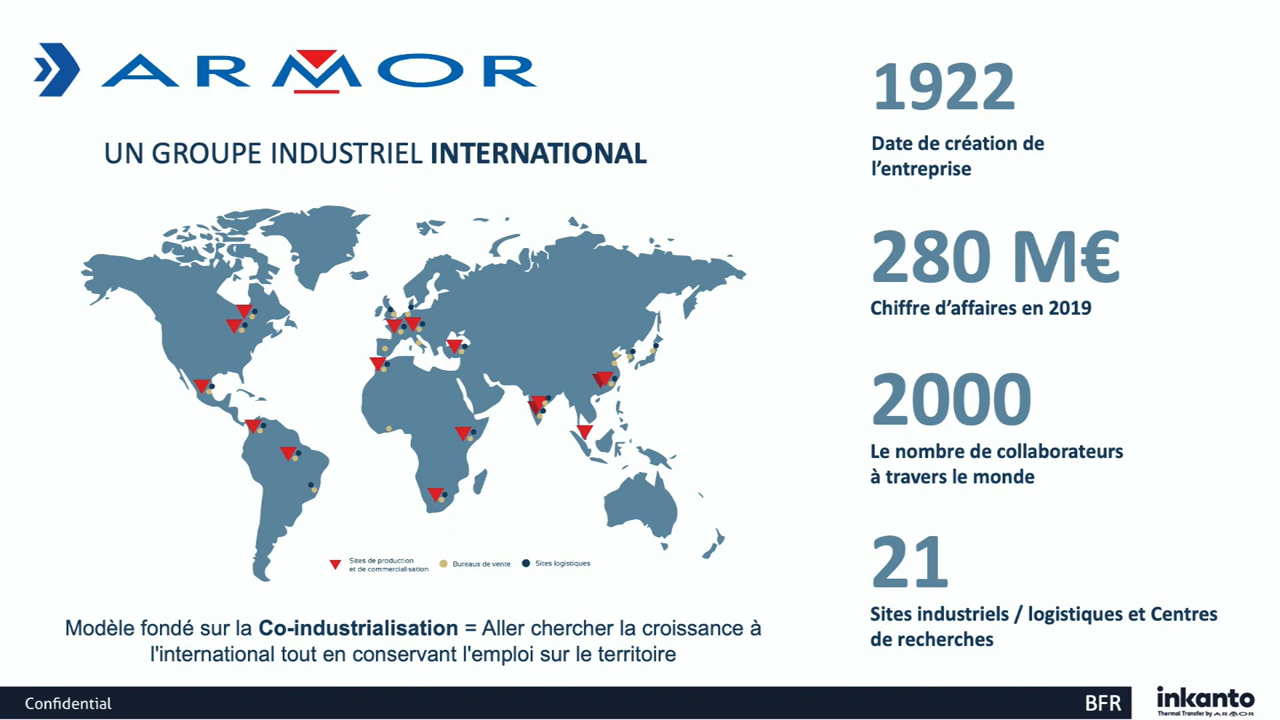 ARMOR
UN GROUPE INDUSTRIEL INTERNATIONAL
Sites de production
et de commercialisation
Bureaux de vente
Sites logistiques
Modèle fondé sur la Co-industrialisation = Aller chercher la croissance à
l'international tout en conservant l'emploi sur le territoire
1922
Date de création de
l’entreprise
280 M€
Chiffre d’affaires en 2019
2000
Le nombre de collaborateurs
à travers le monde
21
Sites industriels / logistiques et Centres
de recherches
Confidential
BFR
inkanto
Thermal Transfer by ARMOR